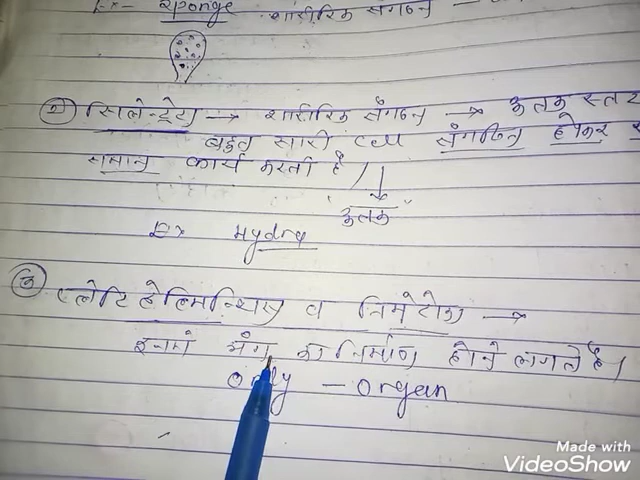 Ex- sponge शारीरिक संगठन -
② सिलेन्ट्रेटा → शारीरिक संगठन → ऊतक स्तर
बहुत सारी cell संगठित होकर
समान कार्य करती है
ऊतक
Ex Hydra
③ प्लेटिहेल्मिन्थिस व निमेटोडा →
इनमें अंग का निर्माण होने लगते है।
only - organ
Made with
VideoShow